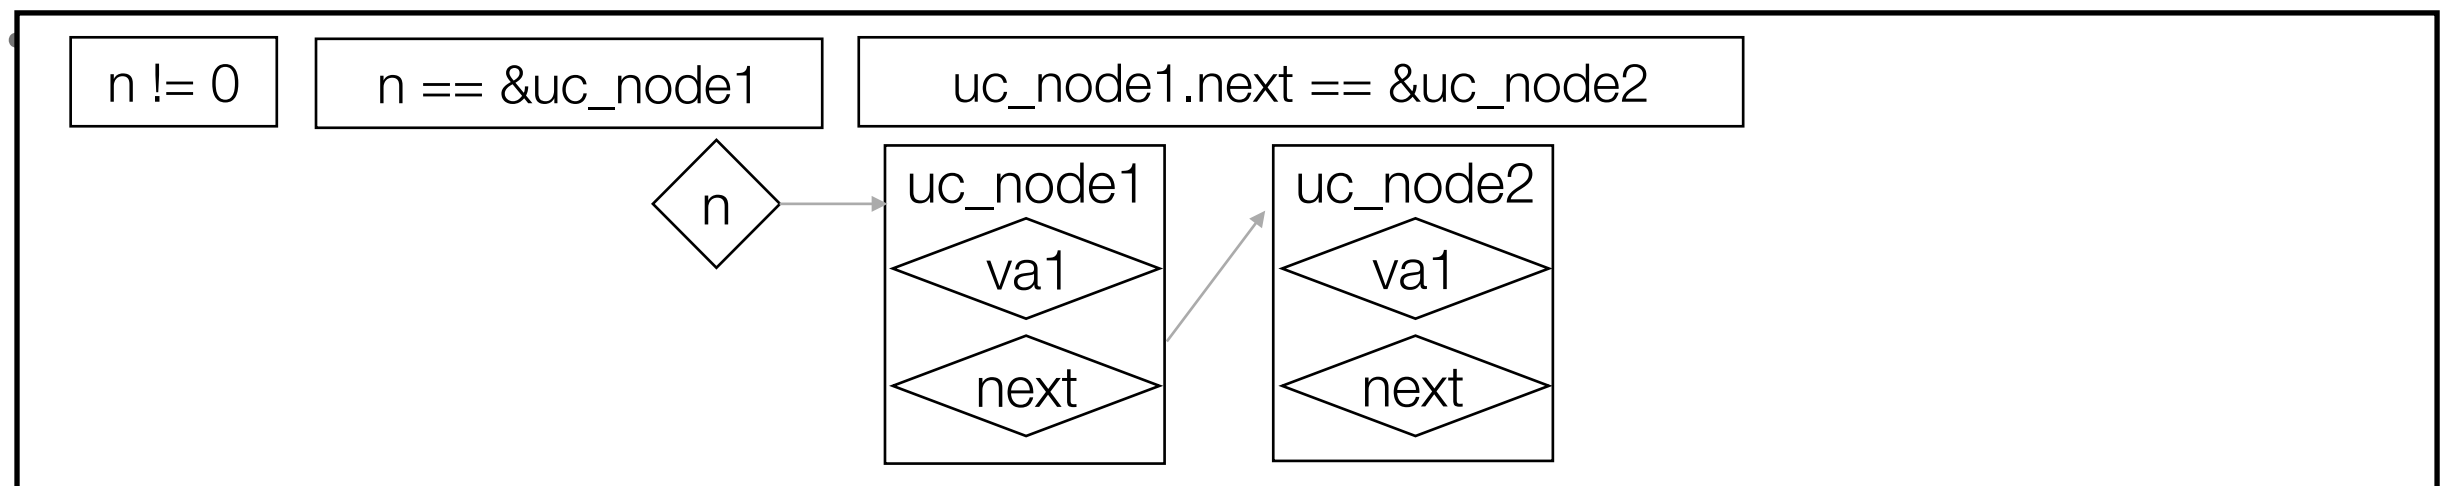 n != 0
n == &uc_node1
uc_node1.next == &uc_node2
n
uc_node1
va1
next
uc_node2
va1
next